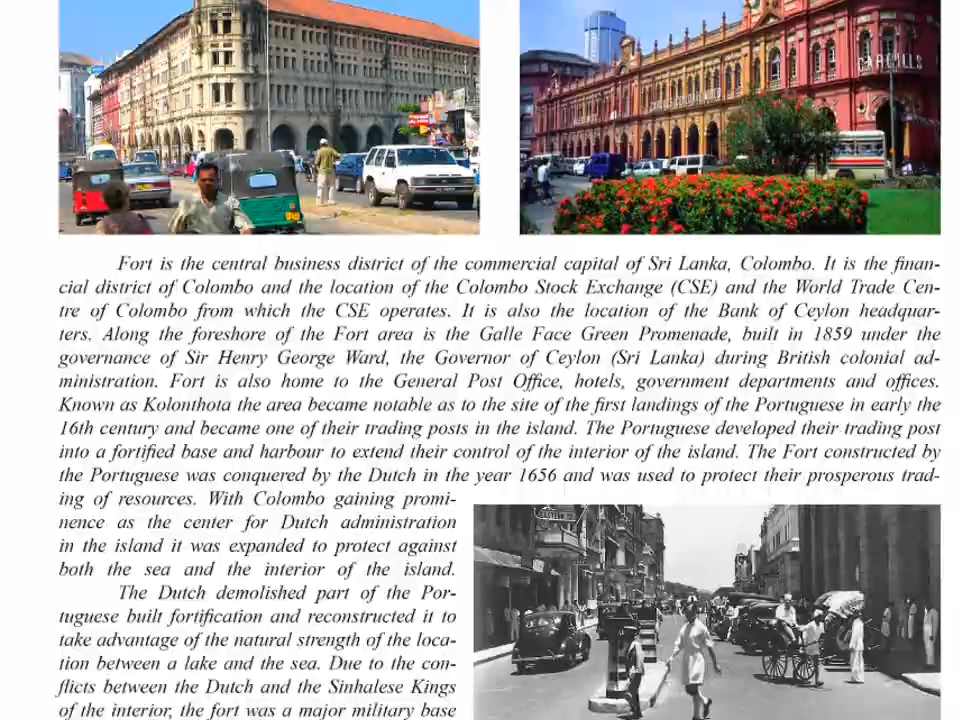 CARGILLS
Fort is the central business district of the commercial capital of Sri Lanka, Colombo. It is the finan-
cial district of Colombo and the location of the Colombo Stock Exchange (CSE) and the World Trade Cen-
tre of Colombo from which the CSE operates. It is also the location of the Bank of Ceylon headquar-
ters. Along the foreshore of the Fort area is the Galle Face Green Promenade, built in 1859 under the
governance of Sir Henry George Ward, the Governor of Ceylon (Sri Lanka) during British colonial ad-
ministration. Fort is also home to the General Post Office, hotels, government departments and offices.
Known as Kolonthota the area became notable as to the site of the first landings of the Portuguese in early the
16th century and became one of their trading posts in the island. The Portuguese developed their trading post
into a fortified base and harbour to extend their control of the interior of the island. The Fort constructed by
the Portuguese was conquered by the Dutch in the year 1656 and was used to protect their prosperous trad-
ing of resources. With Colombo gaining promi-
nence as the center for Dutch administration
in the island it was expanded to protect against
both the sea and the interior of the island.
The Dutch demolished part of the Por-
tuguese built fortification and reconstructed it to
take advantage of the natural strength of the loca-
tion between a lake and the sea. Due to the con-
flicts between the Dutch and the Sinhalese Kings
of the interior, the fort was a major military base